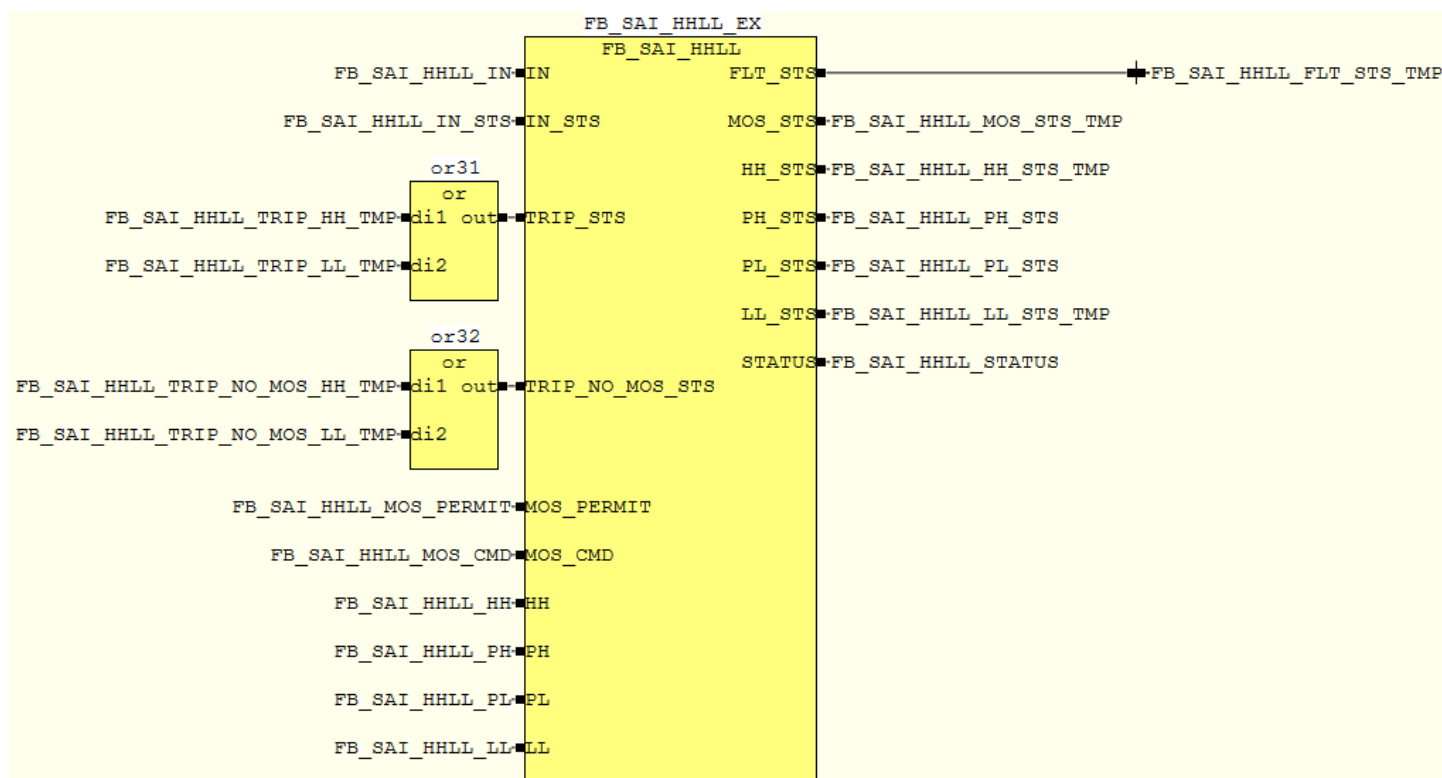 FB_SAI_HHLL_EX
FB_SAI_HHLL
FB_SAI_HHLL_IN IN FLT_STS FB_SAI_HHLL_FLT_STS_TMP
FB_SAI_HHLL_IN_STS IN_STS MOS_STS FB_SAI_HHLL_MOS_STS_TMP
or31 HH_STS FB_SAI_HHLL_HH_STS_TMP
or
FB_SAI_HHLL_TRIP_HH_TMP di1 out TRIP_STS PH_STS FB_SAI_HHLL_PH_STS
FB_SAI_HHLL_TRIP_LL_TMP di2 PL_STS FB_SAI_HHLL_PL_STS
LL_STS FB_SAI_HHLL_LL_STS_TMP
or32
or STATUS FB_SAI_HHLL_STATUS
FB_SAI_HHLL_TRIP_NO_MOS_HH_TMP di1 out TRIP_NO_MOS_STS
FB_SAI_HHLL_TRIP_NO_MOS_LL_TMP di2
FB_SAI_HHLL_MOS_PERMIT MOS_PERMIT
FB_SAI_HHLL_MOS_CMD MOS_CMD
FB_SAI_HHLL_HH HH
FB_SAI_HHLL_PH PH
FB_SAI_HHLL_PL PL
FB_SAI_HHLL_LL LL